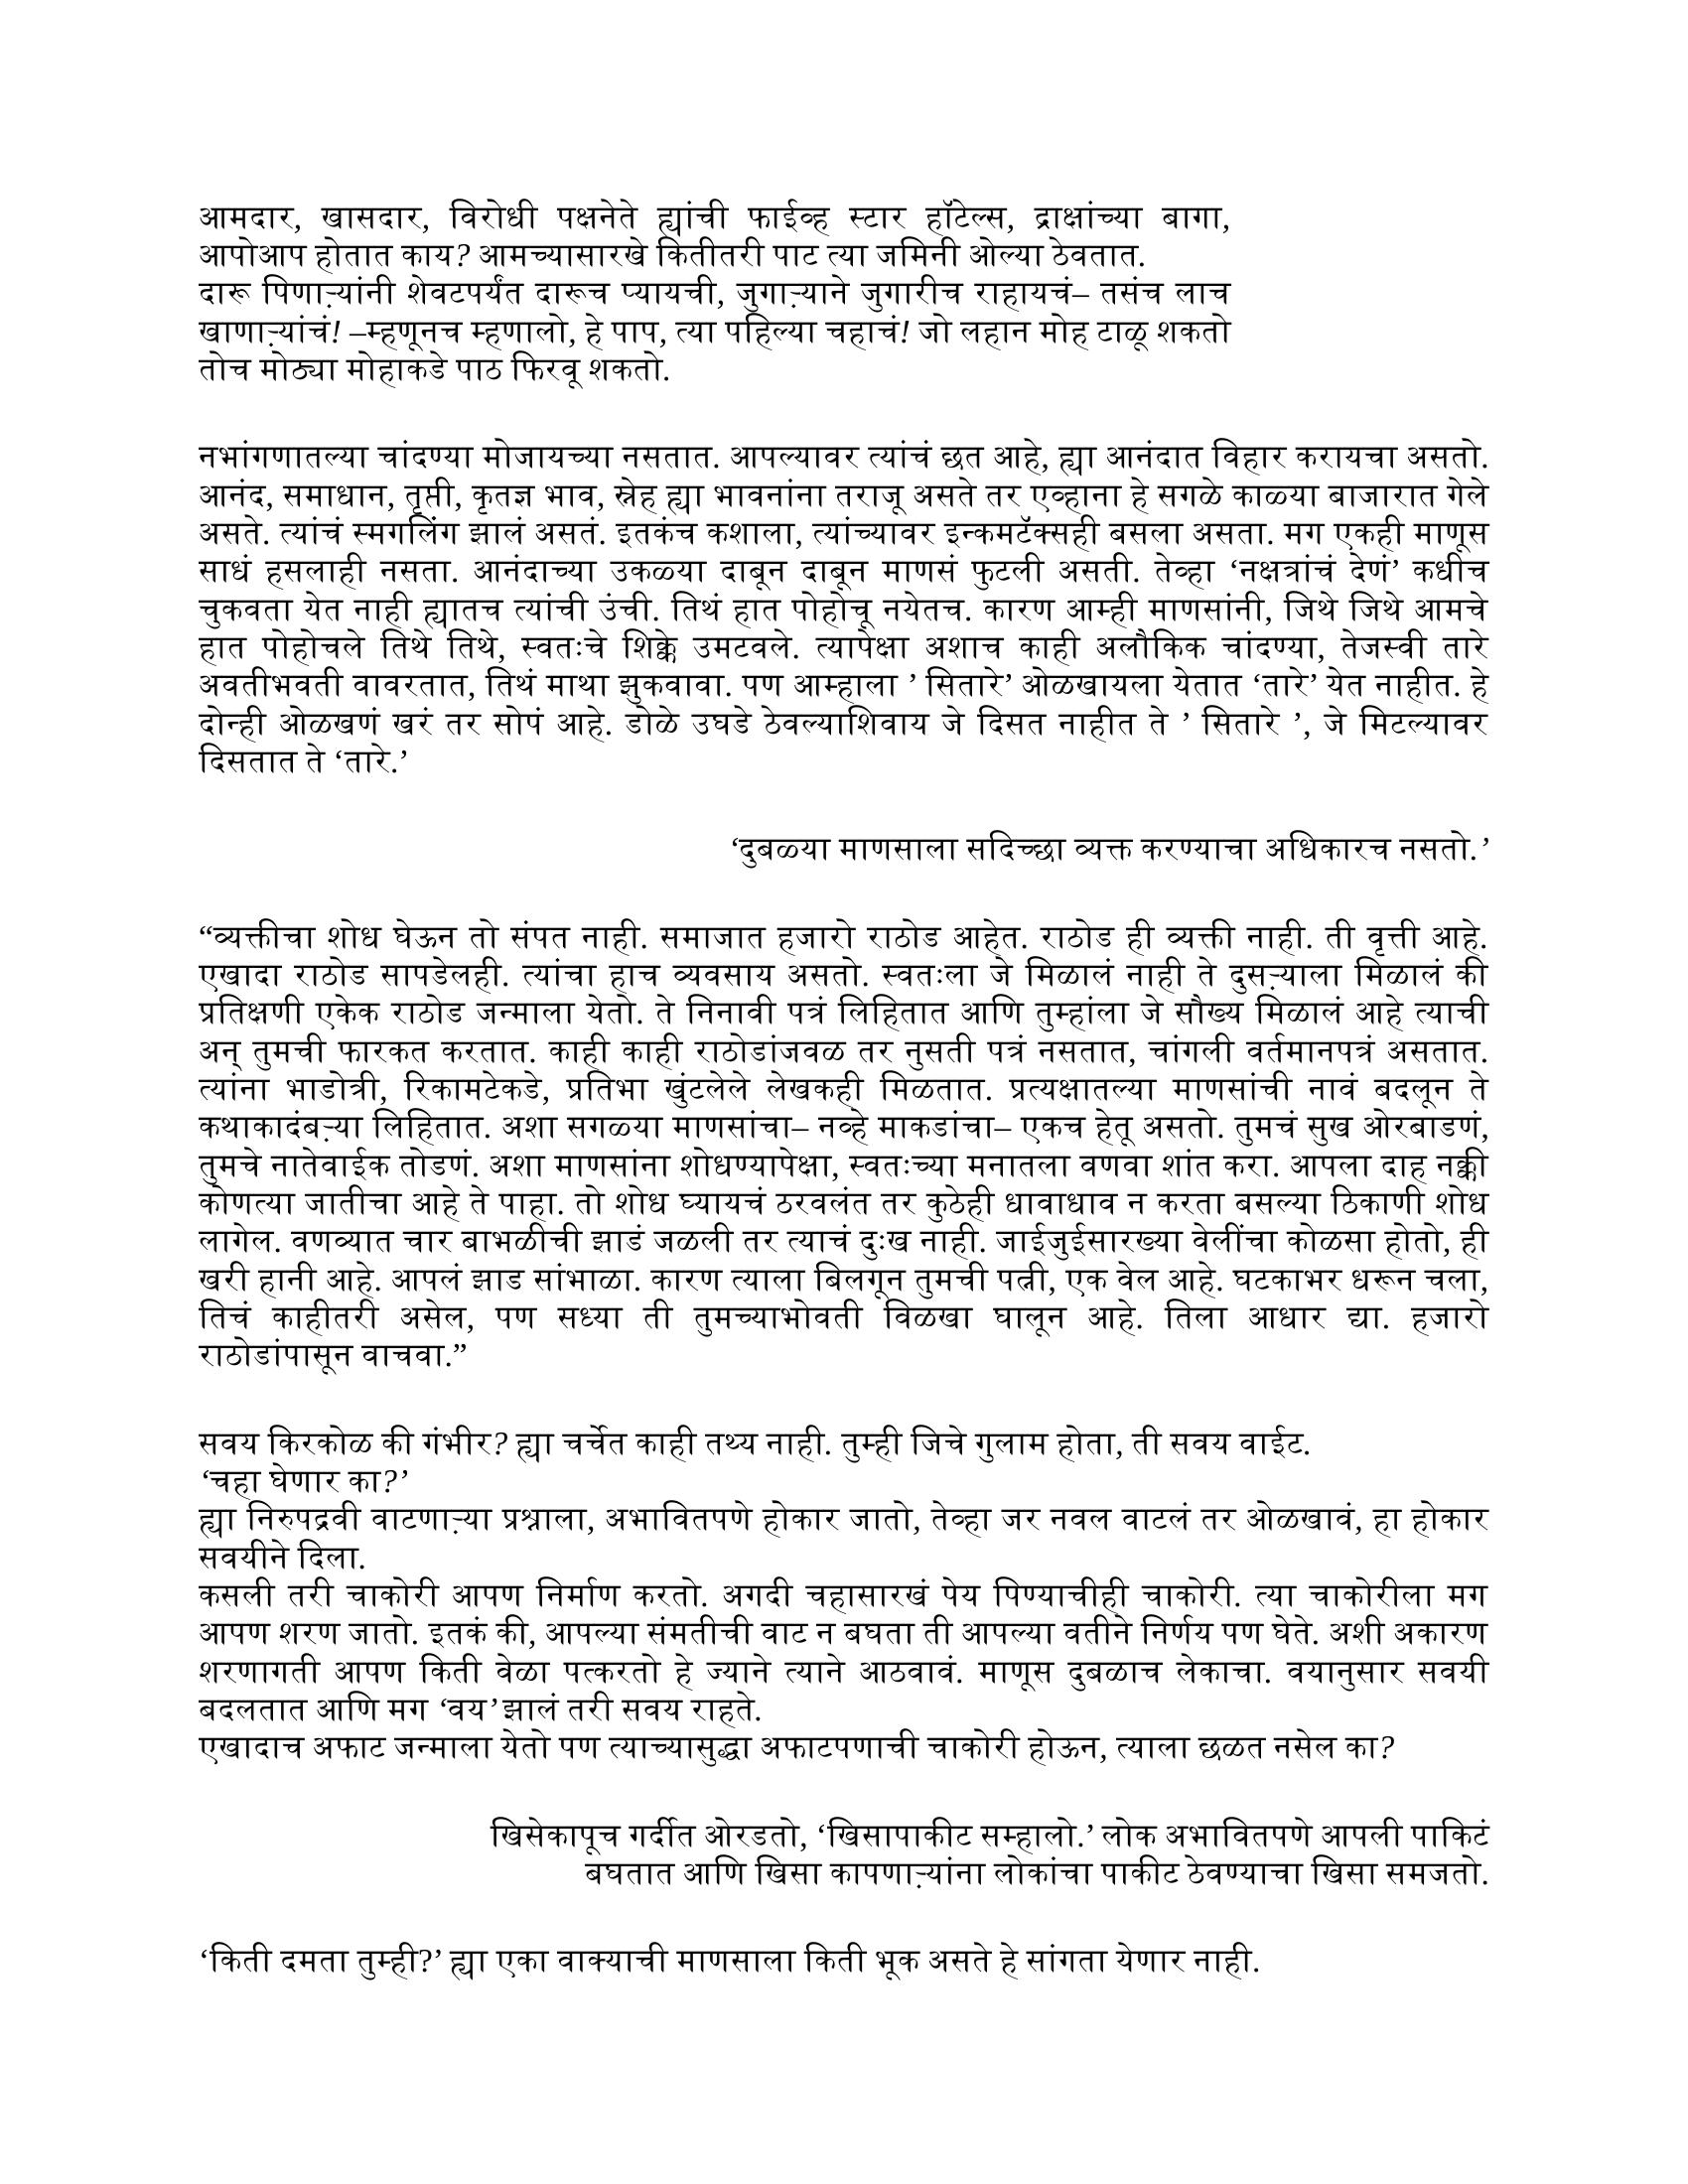 आमदार, खासदार, विरोधी पक्षनेते ह्यांची फाईव्ह स्टार हॉटेल्स, द्राक्षांच्या बागा,
आपोआप होतात काय? आमच्यासारखे कितीतरी पाट त्या जमिनी ओल्या ठेवतात.
दारू पिणाऱ्यांनी शेवटपर्यंत दारूच प्यायची, जुगाऱ्याने जुगारीच राहायचं– तसंच लाच
खाणाऱ्यांचं! –म्हणूनच म्हणालो, हे पाप, त्या पहिल्या चहाचं! जो लहान मोह टाळू शकतो
तोच मोठ्या मोहाकडे पाठ फिरवू शकतो.
नभांगणातल्या चांदण्या मोजायच्या नसतात. आपल्यावर त्यांचं छत आहे, ह्या आनंदात विहार करायचा असतो.
आनंद, समाधान, तृप्ती, कृतज्ञ भाव, स्नेह ह्या भावनांना तराजू असते तर एव्हाना हे सगळे काळ्या बाजारात गेले
असते. त्यांचं स्मगलिंग झालं असतं. इतकंच कशाला, त्यांच्यावर इन्कमटॅक्सही बसला असता. मग एकही माणूस
साधं हसलाही नसता. आनंदाच्या उकळ्या दाबून दाबून माणसं फुटली असती. तेव्हा ‘नक्षत्रांचं देणं’ कधीच
चुकवता येत नाही ह्यातच त्यांची उंची. तिथं हात पोहोचू नयेतच. कारण आम्ही माणसांनी, जिथे जिथे आमचे
हात पोहोचले तिथे तिथे, स्वतःचे शिक्के उमटवले. त्यापेक्षा अशाच काही अलौकिक चांदण्या, तेजस्वी तारे
अवतीभवती वावरतात, तिथं माथा झुकवावा. पण आम्हाला ’ सितारे’ ओळखायला येतात ‘तारे’ येत नाहीत. हे
दोन्ही ओळखणं खरं तर सोपं आहे. डोळे उघडे ठेवल्याशिवाय जे दिसत नाहीत ते ’ सितारे ’, जे मिटल्यावर
दिसतात ते ‘तारे.’
‘दुबळ्या माणसाला सदिच्छा व्यक्त करण्याचा अधिकारच नसतो.’
“व्यक्तीचा शोध घेऊन तो संपत नाही. समाजात हजारो राठोड आहेत. राठोड ही व्यक्ती नाही. ती वृत्ती आहे.
एखादा राठोड सापडेलही. त्यांचा हाच व्यवसाय असतो. स्वतःला जे मिळालं नाही ते दुसऱ्याला मिळालं की
प्रतिक्षणी एकेक राठोड जन्माला येतो. ते निनावी पत्रं लिहितात आणि तुम्हांला जे सौख्य मिळालं आहे त्याची
अन् तुमची फारकत करतात. काही काही राठोडांजवळ तर नुसती पत्रं नसतात, चांगली वर्तमानपत्रं असतात.
त्यांना भाडोत्री, रिकामटेकडे, प्रतिभा खुंटलेले लेखकही मिळतात. प्रत्यक्षातल्या माणसांची नावं बदलून ते
कथाकादंबऱ्या लिहितात. अशा सगळ्या माणसांचा– नव्हे माकडांचा– एकच हेतू असतो. तुमचं सुख ओरबाडणं,
तुमचे नातेवाईक तोडणं. अशा माणसांना शोधण्यापेक्षा, स्वतःच्या मनातला वणवा शांत करा. आपला दाह नक्की
कोणत्या जातीचा आहे ते पाहा. तो शोध घ्यायचं ठरवलंत तर कुठेही धावाधाव न करता बसल्या ठिकाणी शोध
लागेल. वणव्यात चार बाभळीची झाडं जळली तर त्याचं दुःख नाही. जाईजुईसारख्या वेलींचा कोळसा होतो, ही
खरी हानी आहे. आपलं झाड सांभाळा. कारण त्याला बिलगून तुमची पत्नी, एक वेल आहे. घटकाभर धरून चला,
तिचं काहीतरी असेल, पण सध्या ती तुमच्याभोवती विळखा घालून आहे. तिला आधार द्या. हजारो
राठोडांपासून वाचवा.”
सवय किरकोळ की गंभीर? ह्या चर्चेत काही तथ्य नाही. तुम्ही जिचे गुलाम होता, ती सवय वाईट.
‘चहा घेणार का?’
ह्या निरुपद्रवी वाटणाऱ्या प्रश्नाला, अभावितपणे होकार जातो, तेव्हा जर नवल वाटलं तर ओळखावं, हा होकार
सवयीने दिला.
कसली तरी चाकोरी आपण निर्माण करतो. अगदी चहासारखं पेय पिण्याचीही चाकोरी. त्या चाकोरीला मग
आपण शरण जातो. इतकं की, आपल्या संमतीची वाट न बघता ती आपल्या वतीने निर्णय पण घेते. अशी अकारण
शरणागती आपण किती वेळा पत्करतो हे ज्याने त्याने आठवावं. माणूस दुबळाच लेकाचा. वयानुसार सवयी
बदलतात आणि मग ‘वय’झालं तरी सवय राहते.
एखादाच अफाट जन्माला येतो पण त्याच्यासुद्धा अफाटपणाची चाकोरी होऊन, त्याला छळत नसेल का?
खिसेकापूच गर्दीत ओरडतो, ‘खिसापाकीट सम्हालो.’ लोक अभावितपणे आपली पाकिटं
बघतात आणि खिसा कापणाऱ्यांना लोकांचा पाकीट ठेवण्याचा खिसा समजतो.
‘किती दमता तुम्ही?’ ह्या एका वाक्याची माणसाला किती भूक असते हे सांगता येणार नाही.